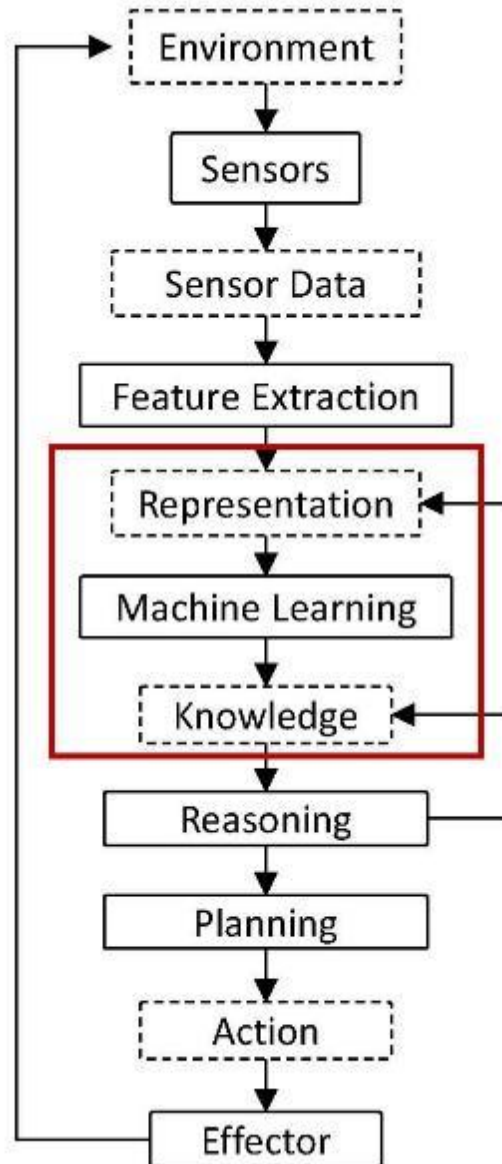 Environment
Sensors
Sensor Data
Feature Extraction
Representation
Machine Learning
Knowledge
Reasoning
Planning
Action
Effector